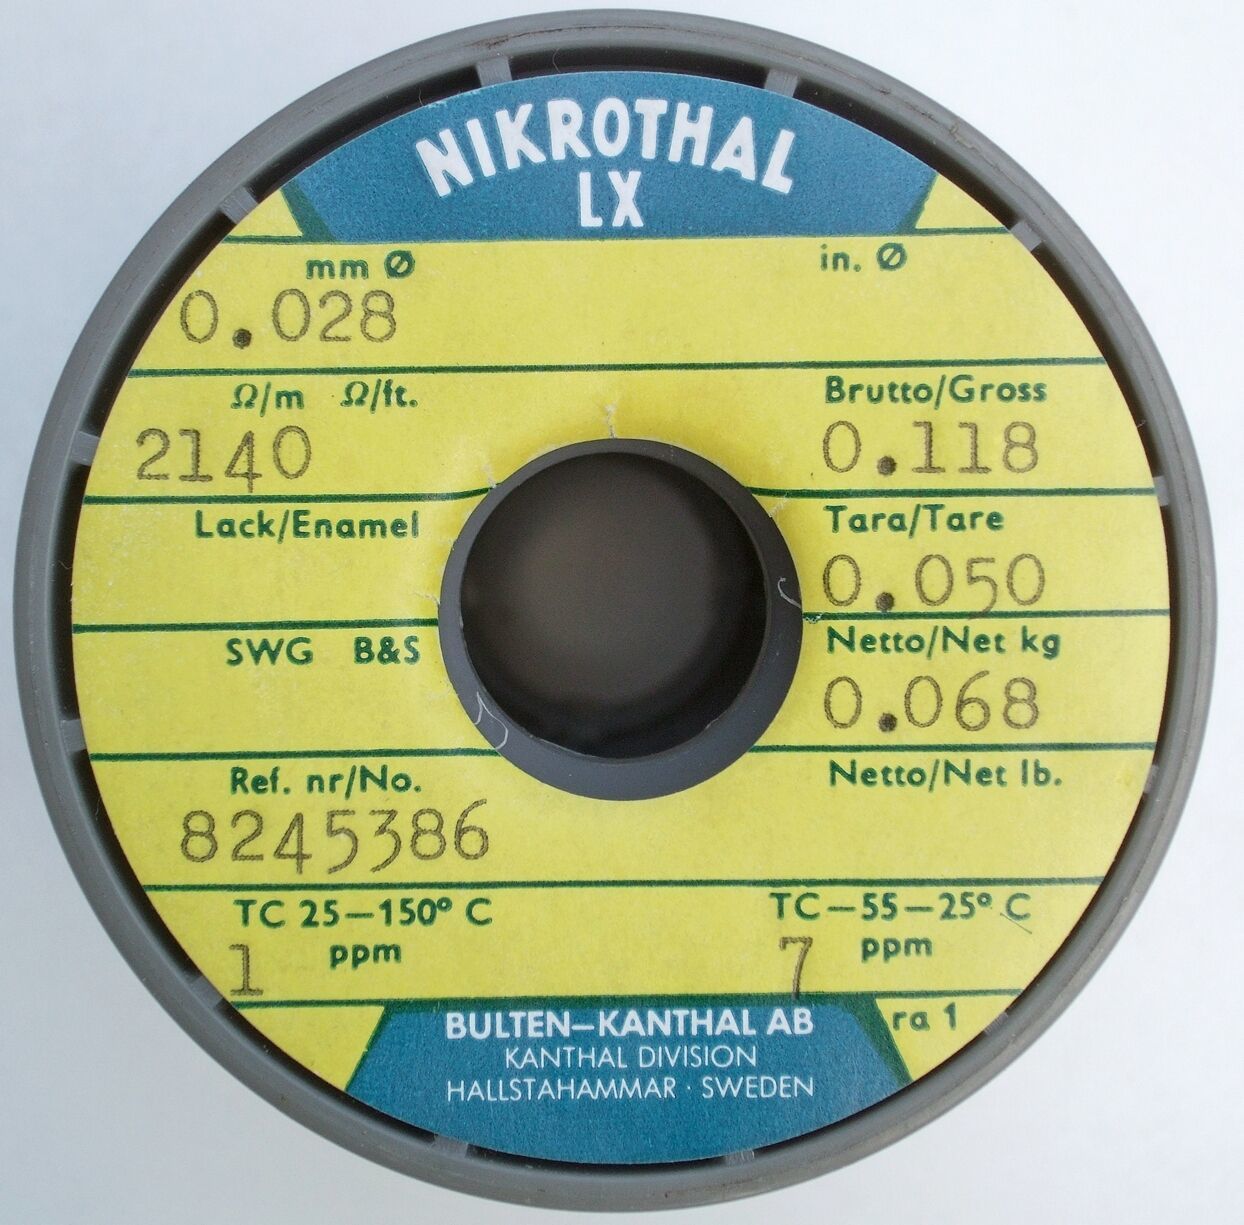 NIKROTHAL
LX
mm Ø in. Ø
0.028
Ω/m Ω/ft. Brutto/Gross
2140 0.118
Lack/Enamel Tara/Tare
0.050
SWG B&S Netto/Net kg
0.068
Ref. nr/No. Netto/Net lb.
8245386
TC 25—150° C TC—55—25° C
1 ppm 7 ppm
ra 1
BULTEN—KANTHAL AB
KANTHAL DIVISION
HALLSTAHAMMAR · SWEDEN